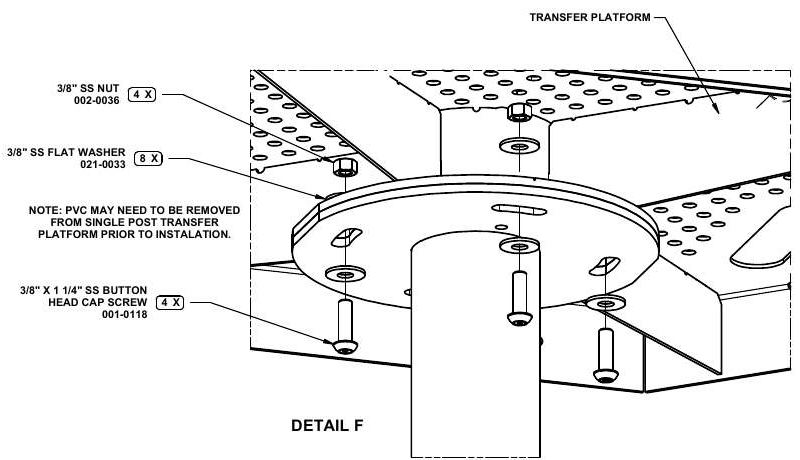 TRANSFER PLATFORM
3/8" SS NUT
002-0036
4 X
3/8" SS FLAT WASHER
021-0033
8 X
NOTE: PVC MAY NEED TO BE REMOVED
FROM SINGLE POST TRANSFER
PLATFORM PRIOR TO INSTALATION.
3/8" X 1 1/4" SS BUTTON
HEAD CAP SCREW
001-0118
4 X
DETAIL F